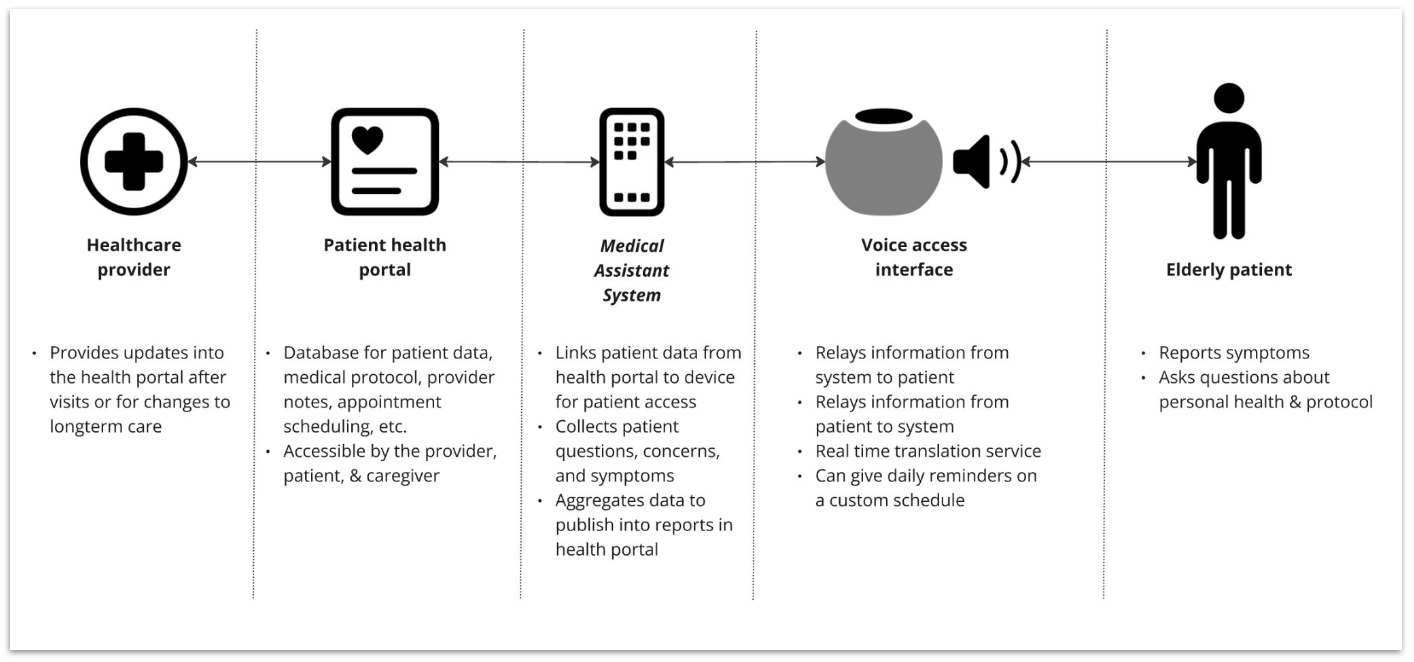 Healthcare
provider
• Provides updates into
the health portal after
visits or for changes to
longterm care
Patient health
portal
• Database for patient data,
medical protocol, provider
notes, appointment
scheduling, etc.
• Accessible by the provider,
patient, & caregiver
Medical
Assistant
System
• Links patient data from
health portal to device
for patient access
• Collects patient
questions, concerns,
and symptoms
• Aggregates data to
publish into reports in
health portal
Voice access
interface
• Relays information from
system to patient
• Relays information from
patient to system
• Real time translation service
• Can give daily reminders on
a custom schedule
Elderly patient
• Reports symptoms
• Asks questions about
personal health & protocol